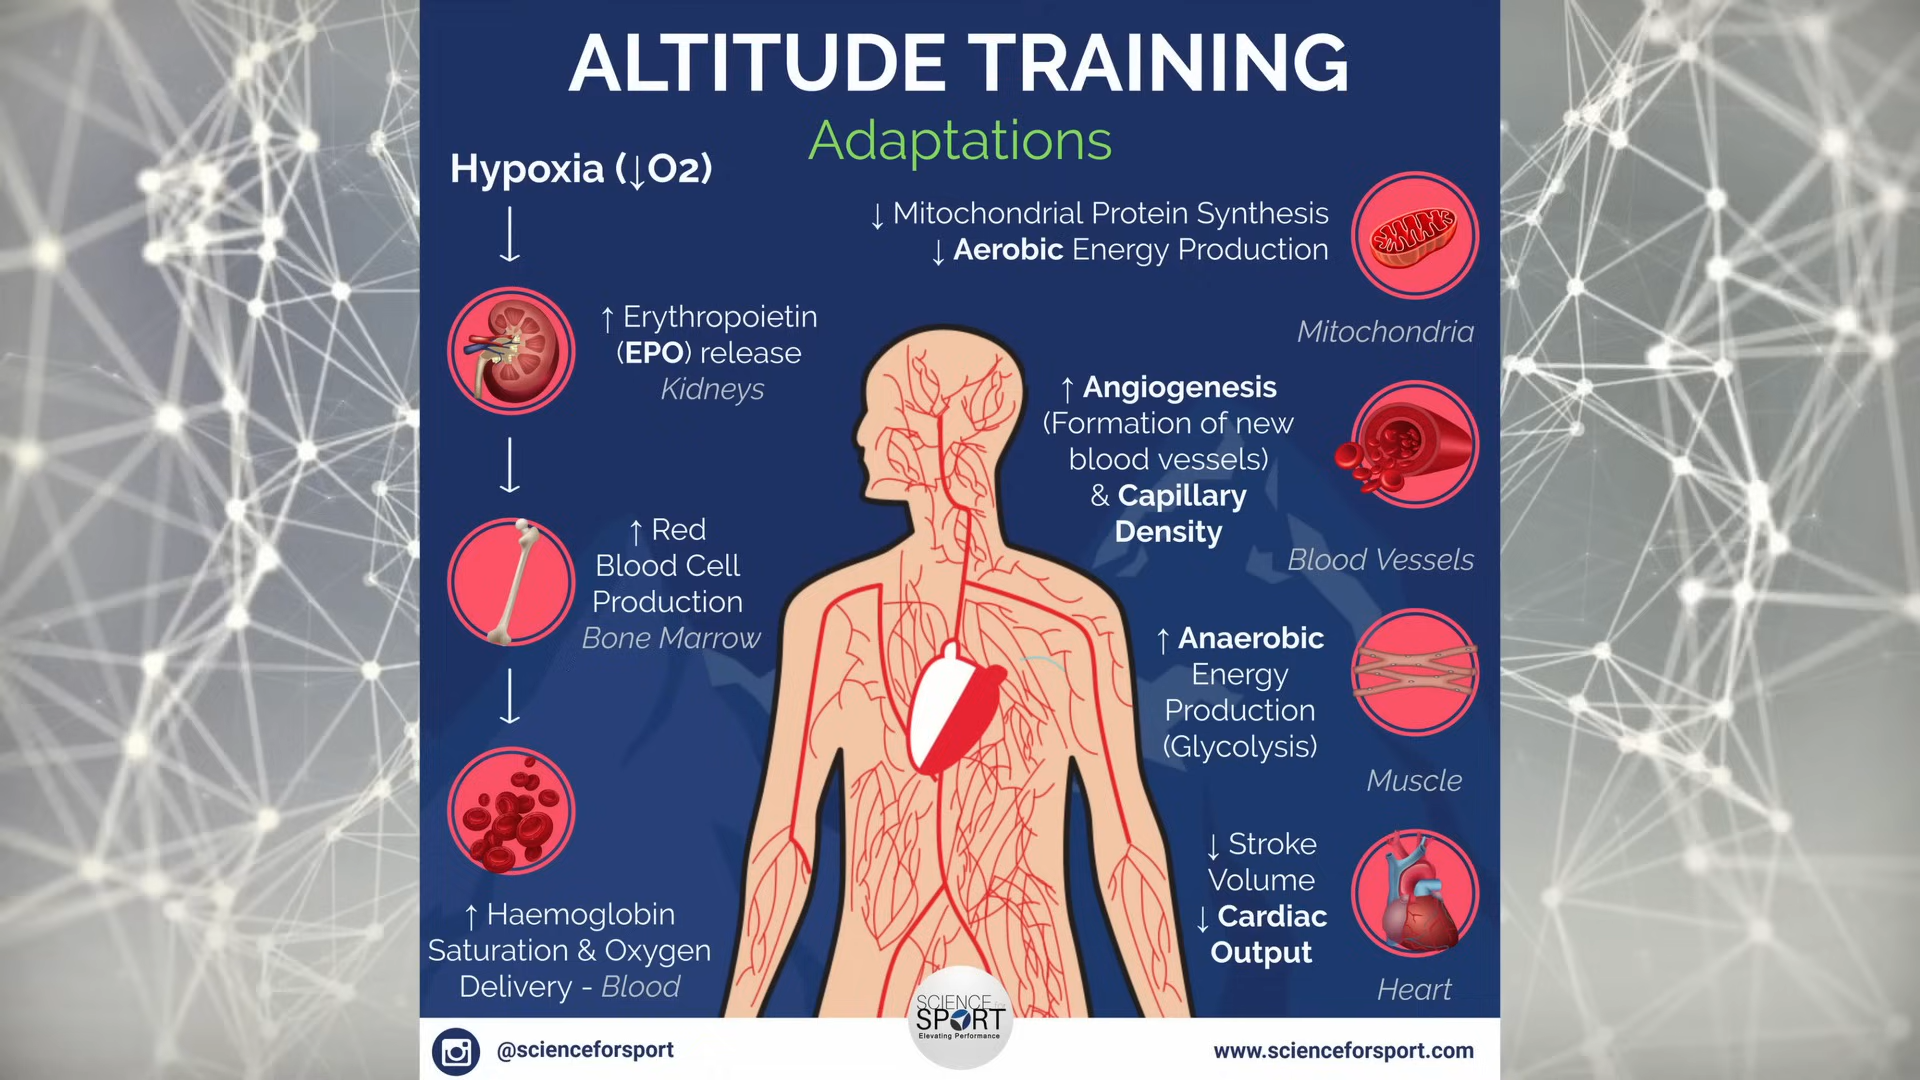 ALTITUDE TRAINING
Adaptations
Hypoxia (↓O2)
↑ Erythropoietin
(EPO) release
Kidneys
↑ Red
Blood Cell
Production
Bone Marrow
↑ Haemoglobin
Saturation & Oxygen
Delivery - Blood
↓ Mitochondrial Protein Synthesis
↓ Aerobic Energy Production
Mitochondria
↑ Angiogenesis
(Formation of new
blood vessels)
& Capillary
Density
Blood Vessels
↑ Anaerobic
Energy
Production
(Glycolysis)
Muscle
↓ Stroke
Volume
↓ Cardiac
Output
Heart
@scienceforsport
SCIENCE for
SPORT
Elevating Performance
www.scienceforsport.com